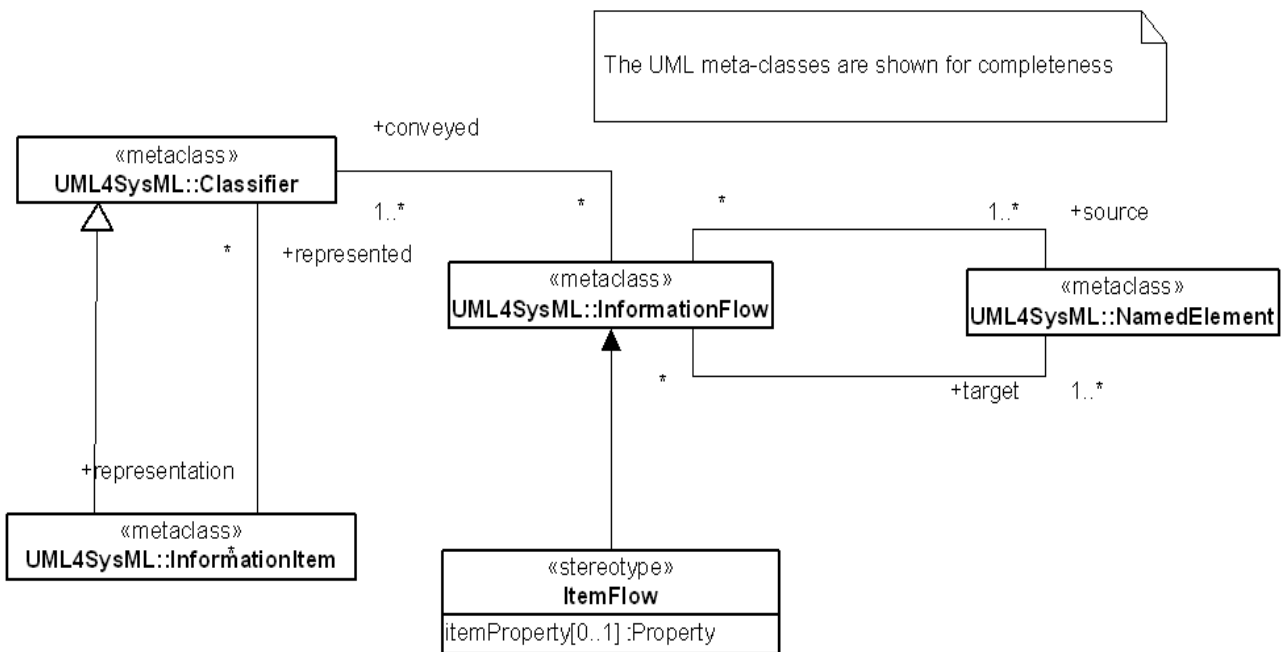 The UML meta-classes are shown for completeness
+conveyed
«metaclass»
UML4SysML::Classifier
1..*
*
*
1..*
+source
*
+represented
«metaclass»
UML4SysML::InformationFlow
«metaclass»
UML4SysML::NamedElement
*
+target
1..*
+representation
«metaclass»
UML4SysML::InformationItem
*
«stereotype»
ItemFlow
itemProperty[0..1] :Property